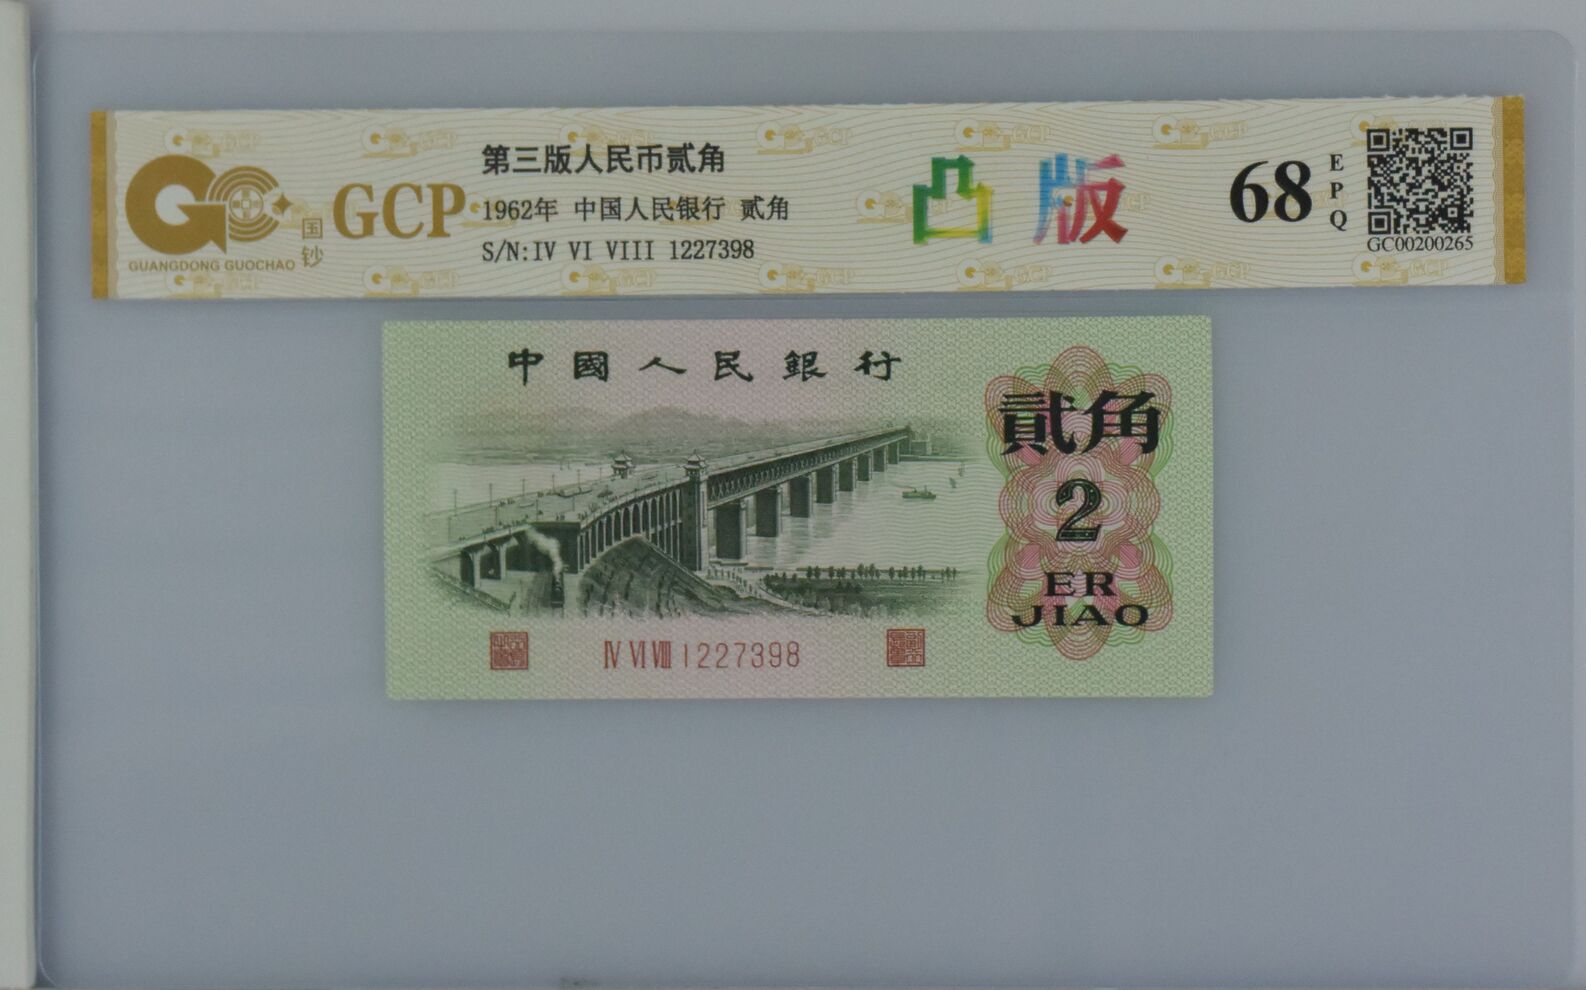 GUANGDONG GUOCHAO
国钞
GCP
第三版人民币贰角
1962年 中国人民银行 贰角
S/N:IV VI VIII 1227398
凸版
68
EPQ
GC00200265
中國人民銀行
貳角
2
ER
JIAO
Ⅳ Ⅵ Ⅷ 1227398